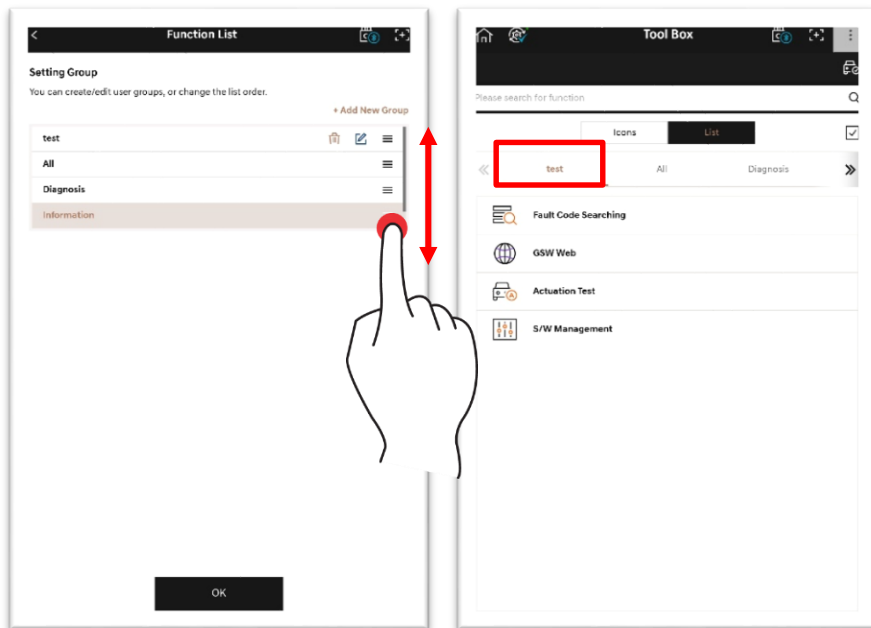 Function List
Setting Group
You can create/edit user groups, or change the list order.
+ Add New Group
test
All
Diagnosis
Information
OK
Tool Box
Please search for function
Icons
List
test
All
Diagnosis
Fault Code Searching
GSW Web
Actuation Test
S/W Management